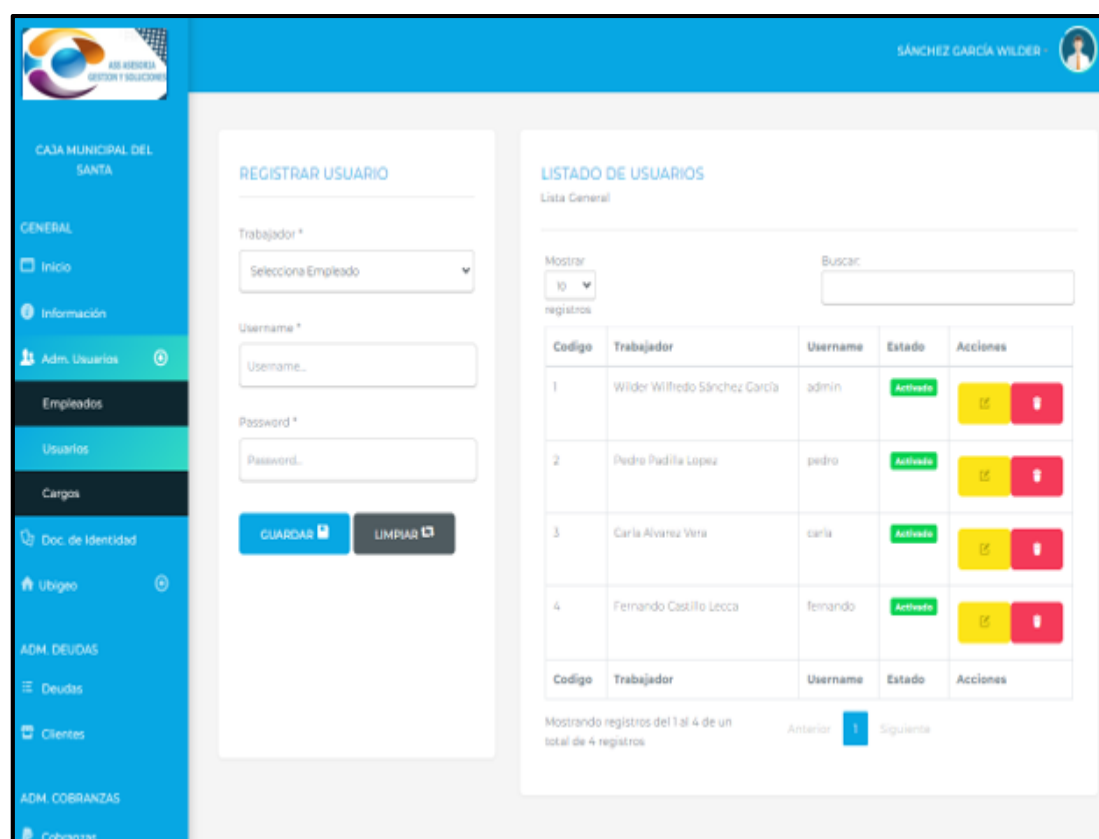 ASS ASESORIA
GESTION Y SOLUCIONES
SÁNCHEZ GARCÍA WILDER -
CAJA MUNICIPAL DEL
SANTA
GENERAL
Inicio
Información
Adm. Usuarios
Empleados
Usuarios
Cargos
Doc. de Identidad
Ubigeo
ADM. DEUDAS
Deudas
Clientes
ADM. COBRANZAS
Cobranzas
REGISTRAR USUARIO
Trabajador *
Selecciona Empleado
Username *
Username...
Password *
Password...
GUARDAR
LIMPIAR
LISTADO DE USUARIOS
Lista General
Mostrar
10
registros
Buscar:
Codigo Trabajador Username Estado Acciones
1 Wilder Wilfredo Sánchez García admin Activado
2 Pedro Padilla Lopez pedro Activado
3 Carla Alvarez Vera carla Activado
4 Fernando Castillo Lecca fernando Activado
Codigo Trabajador Username Estado Acciones
Mostrando registros del 1 al 4 de un
total de 4 registros
Anterior 1 Siguiente